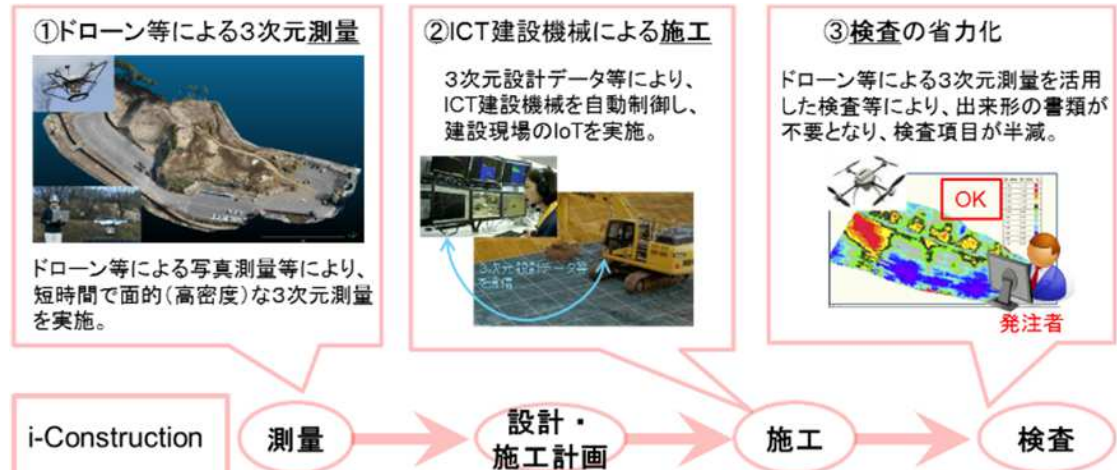 ①ドローン等による3次元測量
ドローン等による写真測量等により、
短時間で面的(高密度)な3次元測量
を実施。
②ICT建設機械による施工
3次元設計データ等により、
ICT建設機械を自動制御し、
建設現場のIoTを実施。
3次元設計データ等
を通信
③検査の省力化
ドローン等による3次元測量を活用
した検査等により、出来形の書類が
不要となり、検査項目が半減。
OK
発注者
i-Construction
測量
設計・
施工計画
施工
検査